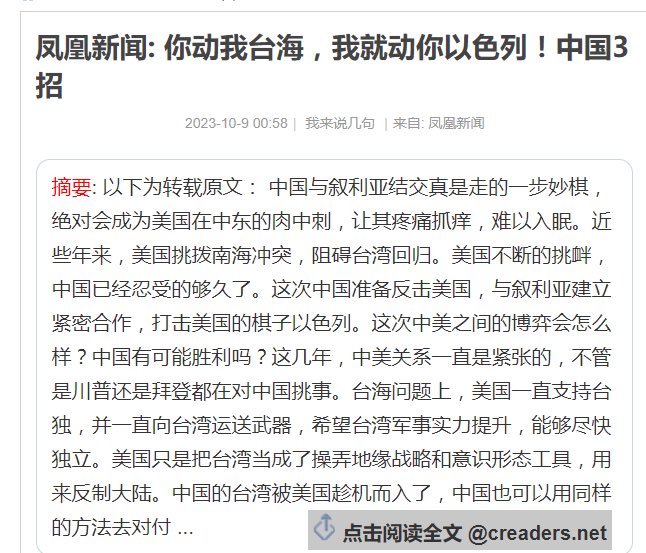 凤凰新闻: 你动我台海，我就动你以色列！中国3
招
2023-10-9 00:58 | 我来说几句 | 来自: 凤凰新闻
摘要: 以下为转载原文： 中国与叙利亚结交真是走的一步妙棋，
绝对会成为美国在中东的肉中刺，让其疼痛抓痒，难以入眠。近
些年来，美国挑拨南海冲突，阻碍台湾回归。美国不断的挑衅，
中国已经忍受的够久了。这次中国准备反击美国，与叙利亚建立
紧密合作，打击美国的棋子以色列。这次中美之间的博弈会怎么
样？中国有可能胜利吗？这几年，中美关系一直是紧张的，不管
是川普还是拜登都在对中国挑事。台海问题上，美国一直支持台
独，并一直向台湾运送武器，希望台湾军事实力提升，能够尽快
独立。美国只是把台湾当成了操弄地缘战略和意识形态工具，用
来反制大陆。中国的台湾被美国趁机而入了，中国也可以用同样
的方法去对付 ...
点击阅读全文 @creaders.net